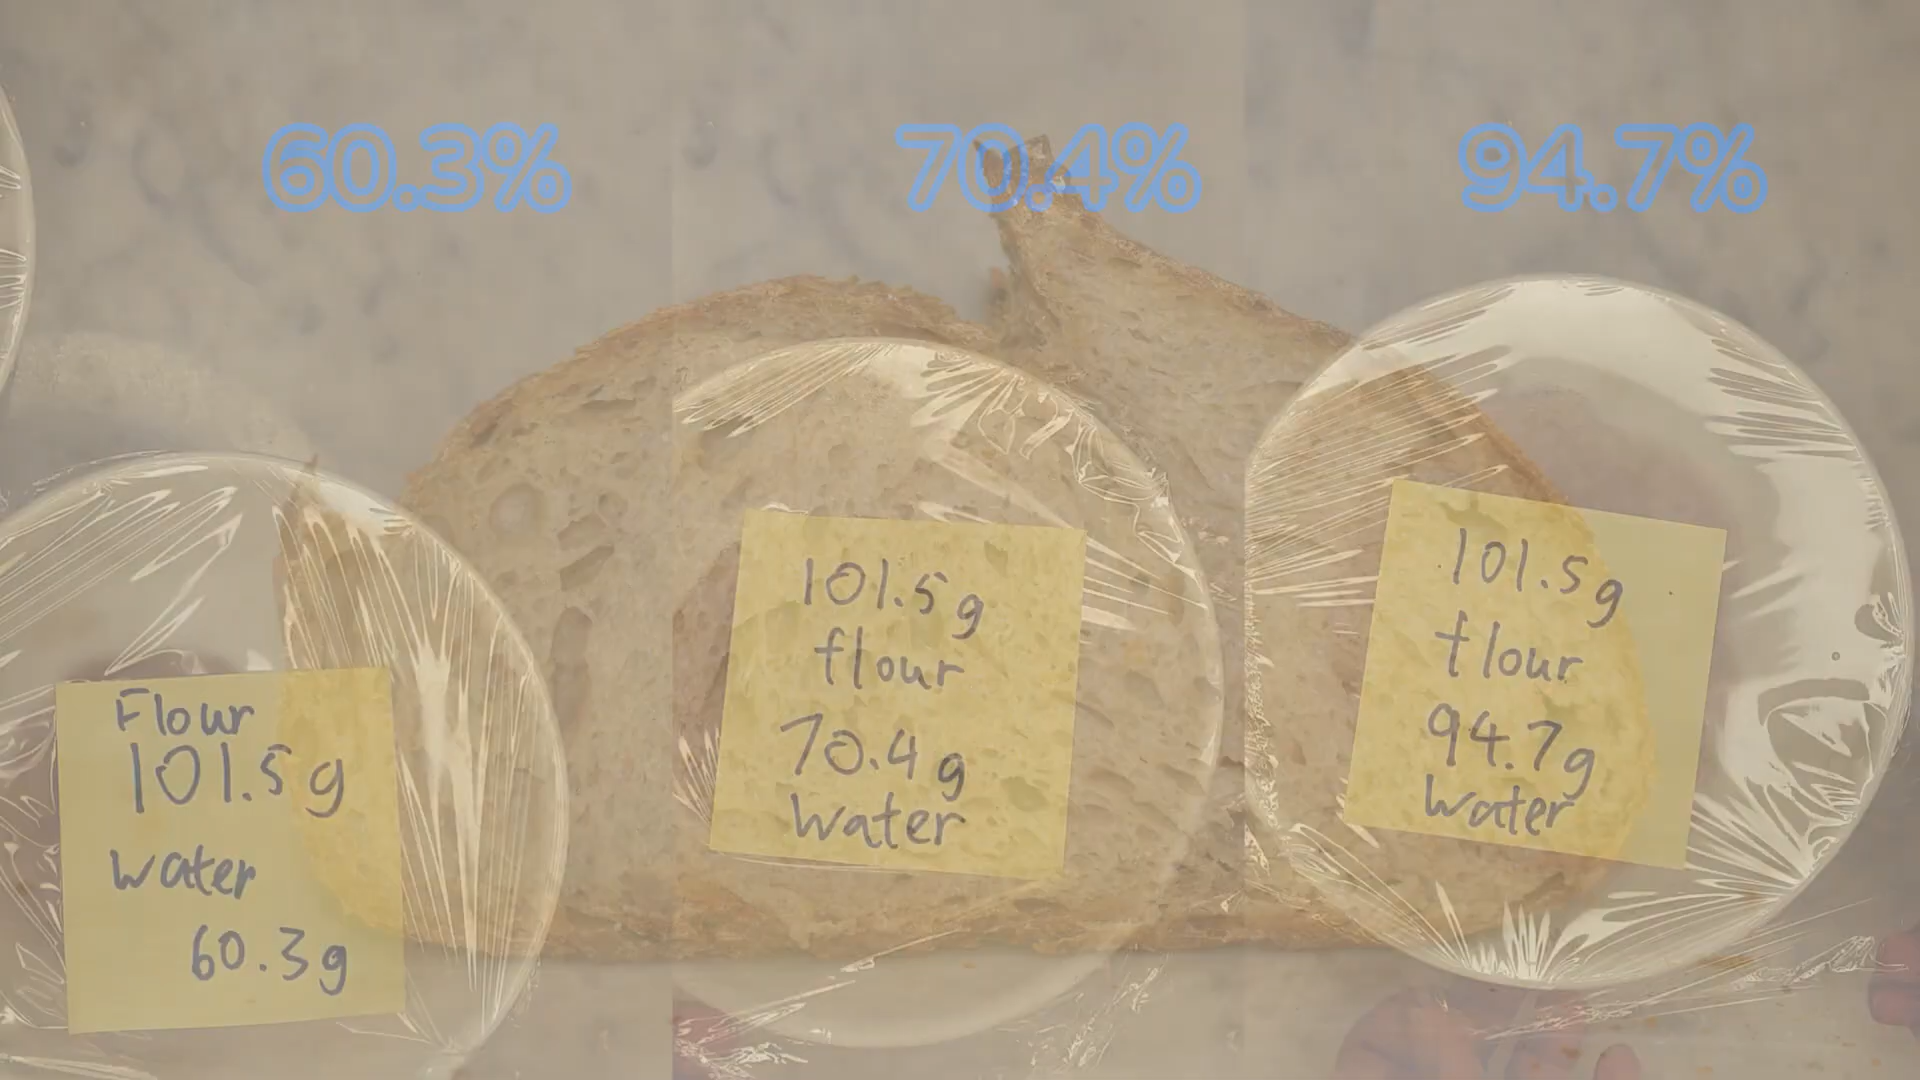 60.3%
70.4%
94.7%
Flour
101.5g
water
60.3g
101.5g
flour
70.4g
water
101.5g
flour
94.7g
water